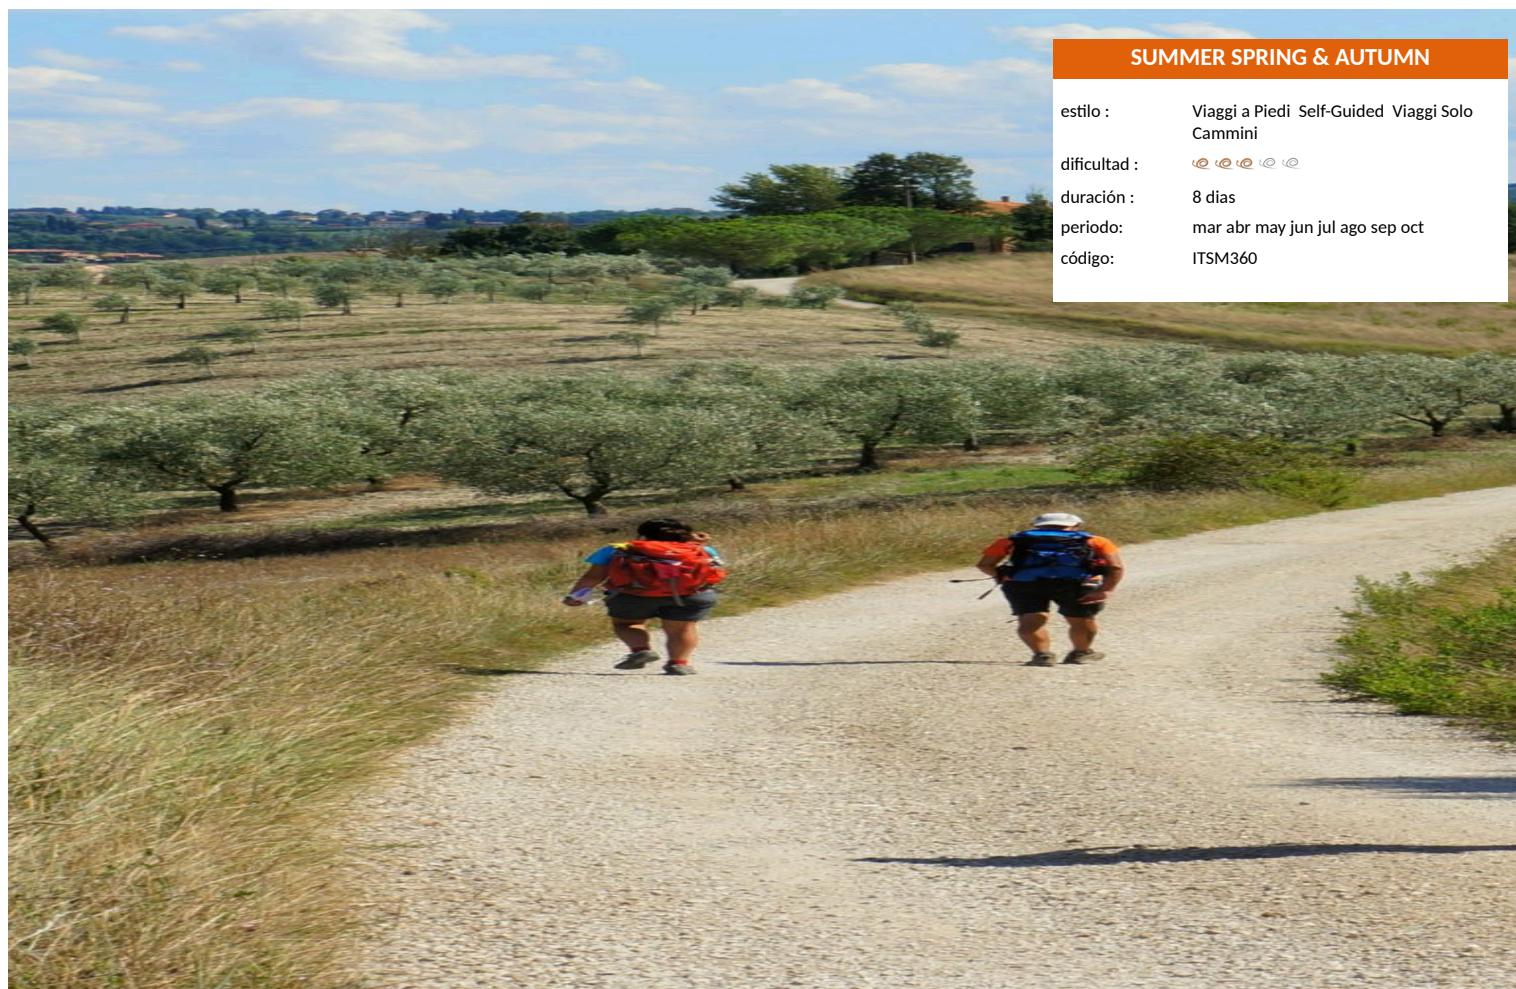 SUMMER SPRING & AUTUMN
estilo : Viaggi a Piedi  Self-Guided  Viaggi Solo
Cammini
dificultad :
duración : 8 dias
periodo: mar abr may jun jul ago sep oct
código: ITSM360